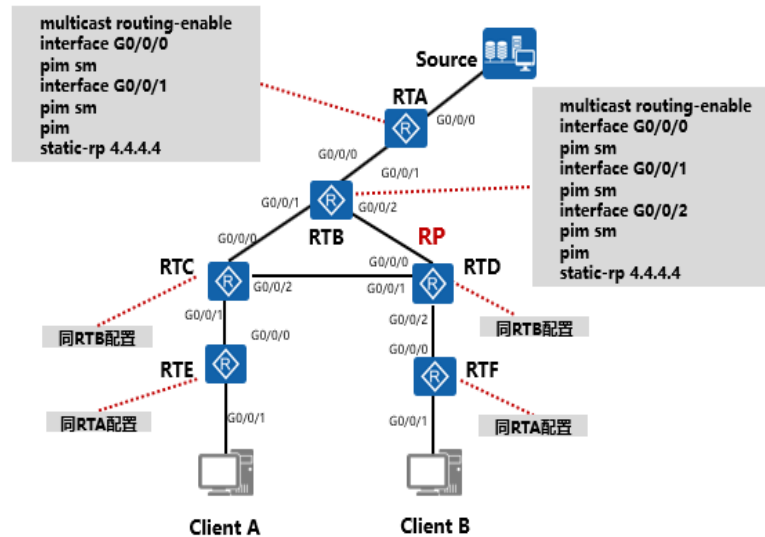 multicast routing-enable
interface G0/0/0
pim sm
interface G0/0/1
pim sm
pim
static-rp 4.4.4.4
Source
RTA
G0/0/0
multicast routing-enable
interface G0/0/0
pim sm
interface G0/0/1
pim sm
interface G0/0/2
pim sm
pim
static-rp 4.4.4.4
G0/0/0
G0/0/1
G0/0/1
G0/0/2
RTB
RP
G0/0/0
RTC
G0/0/2
G0/0/0
G0/0/1
RTD
G0/0/1
G0/0/2
同RTB配置
同RTB配置
G0/0/0
RTE
G0/0/0
RTF
同RTA配置
G0/0/1
G0/0/1
同RTA配置
Client A
Client B